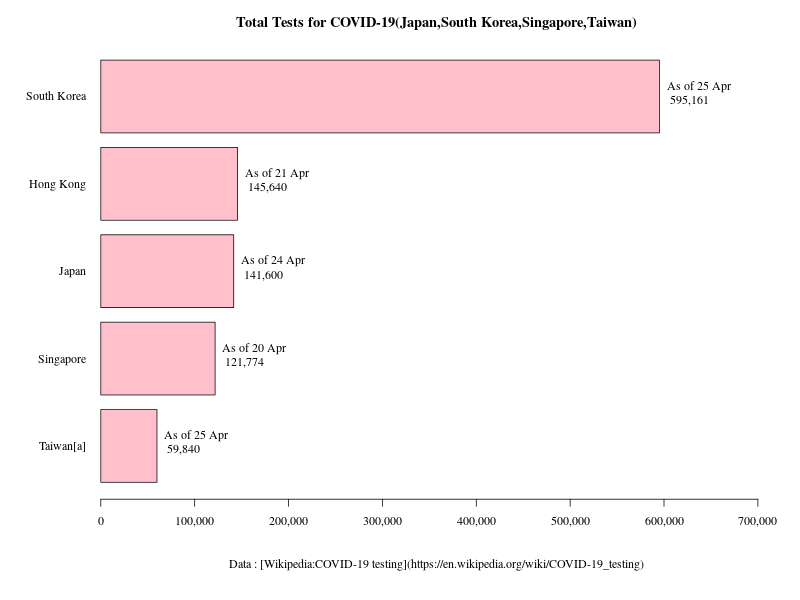 Total Tests for COVID-19(Japan,South Korea,Singapore,Taiwan)
South Korea
As of 25 Apr
595,161
Hong Kong
As of 21 Apr
145,640
Japan
As of 24 Apr
141,600
Singapore
As of 20 Apr
121,774
Taiwan[a]
As of 25 Apr
59,840
0 100,000 200,000 300,000 400,000 500,000 600,000 700,000
Data : [Wikipedia:COVID-19 testing](https://en.wikipedia.org/wiki/COVID-19_testing)